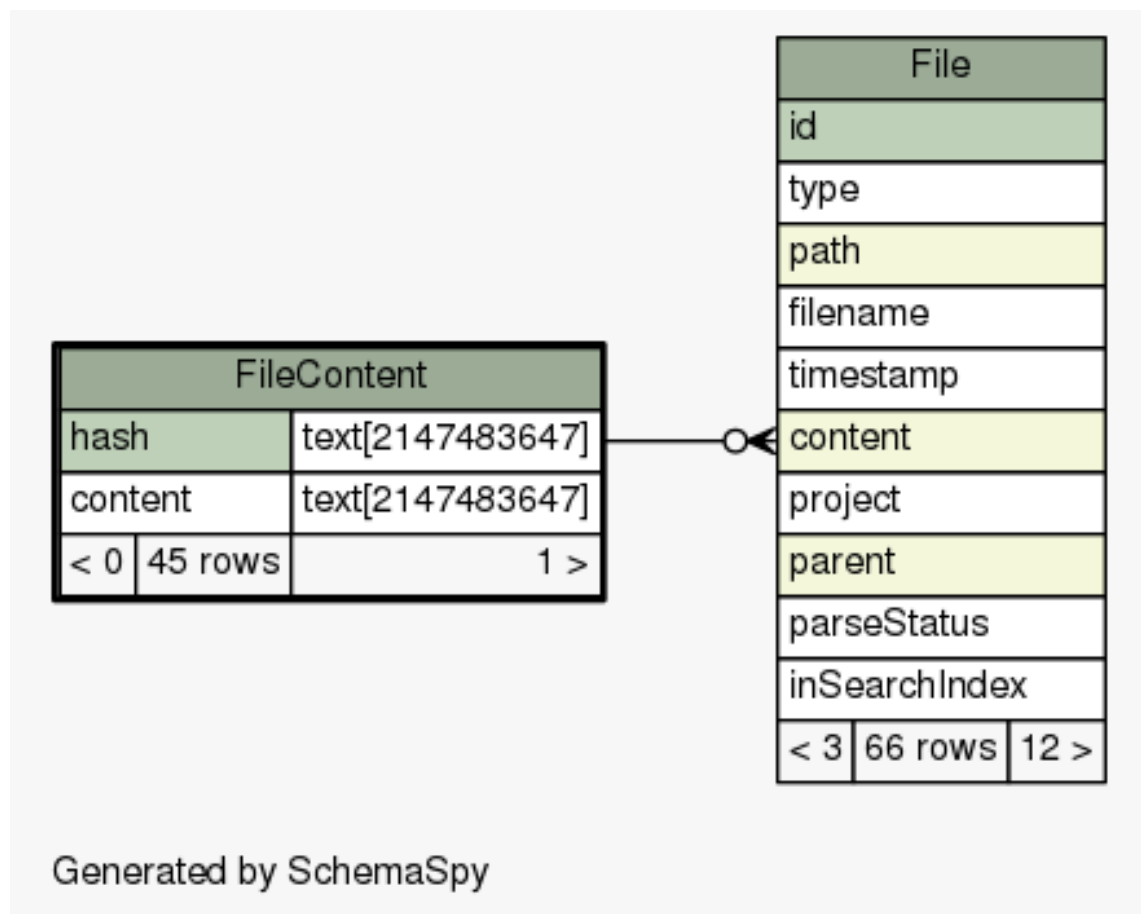 File
id
type
path
filename
timestamp
content
project
parent
parseStatus
inSearchIndex
< 3 66 rows 12 >
FileContent
hash text[2147483647]
content text[2147483647]
< 0 45 rows 1 >
Generated by SchemaSpy